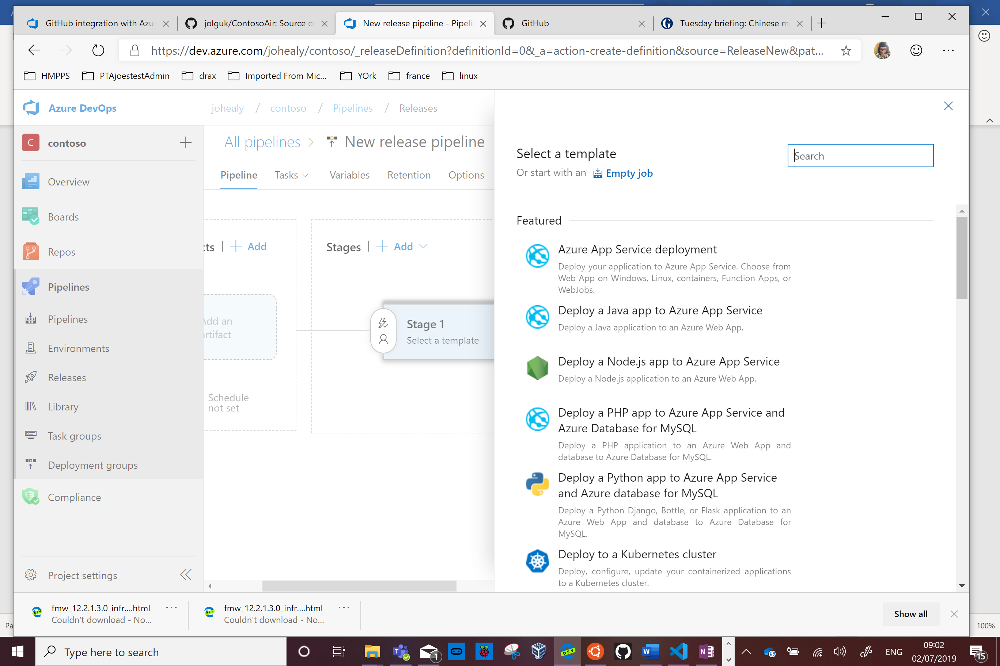 GitHub integration with Azur
jolguk/ContosoAir: Source co
New release pipeline - Pipeli
GitHub
Tuesday briefing: Chinese m
https://dev.azure.com/johealy/contoso/_releaseDefinition?definitionId=0&_a=action-create-definition&source=ReleaseNew&pat...
HMPPS
PTAjoestestAdmin
drax
Imported From Mic...
YOrk
france
linux
Azure DevOps
johealy / contoso / Pipelines / Releases
C contoso
Overview
Boards
Repos
Pipelines
Pipelines
Environments
Releases
Library
Task groups
Deployment groups
Compliance
Project settings
All pipelines > New release pipeline
Pipeline Tasks Variables Retention Options
cts | + Add
Stages | + Add
Add an
artifact
Schedule
not set
Stage 1
Select a template
Select a template
Or start with an Empty job
Search
Featured
Azure App Service deployment
Deploy your application to Azure App Service. Choose from
Web App on Windows, Linux, containers, Function Apps, or
WebJobs.
Deploy a Java app to Azure App Service
Deploy a Java application to an Azure Web App.
Deploy a Node.js app to Azure App Service
Deploy a Node.js application to an Azure Web App.
Deploy a PHP app to Azure App Service and
Azure Database for MySQL
Deploy a PHP application to an Azure Web App and
database to Azure Database for MySQL.
Deploy a Python app to Azure App Service
and Azure database for MySQL
Deploy a Python Django, Bottle, or Flask application to an
Azure Web App and database to Azure Database for
MySQL.
Deploy to a Kubernetes cluster
Deploy, configure, update your containerized applications
to a Kubernetes cluster.
fmw_12.2.1.3.0_infr....html
Couldn't download - No...
fmw_12.2.1.3.0_infr....html
Couldn't download - No...
Show all
Pa
100%
Type here to search
1
DEV
ENG
09:02
02/07/2019
15